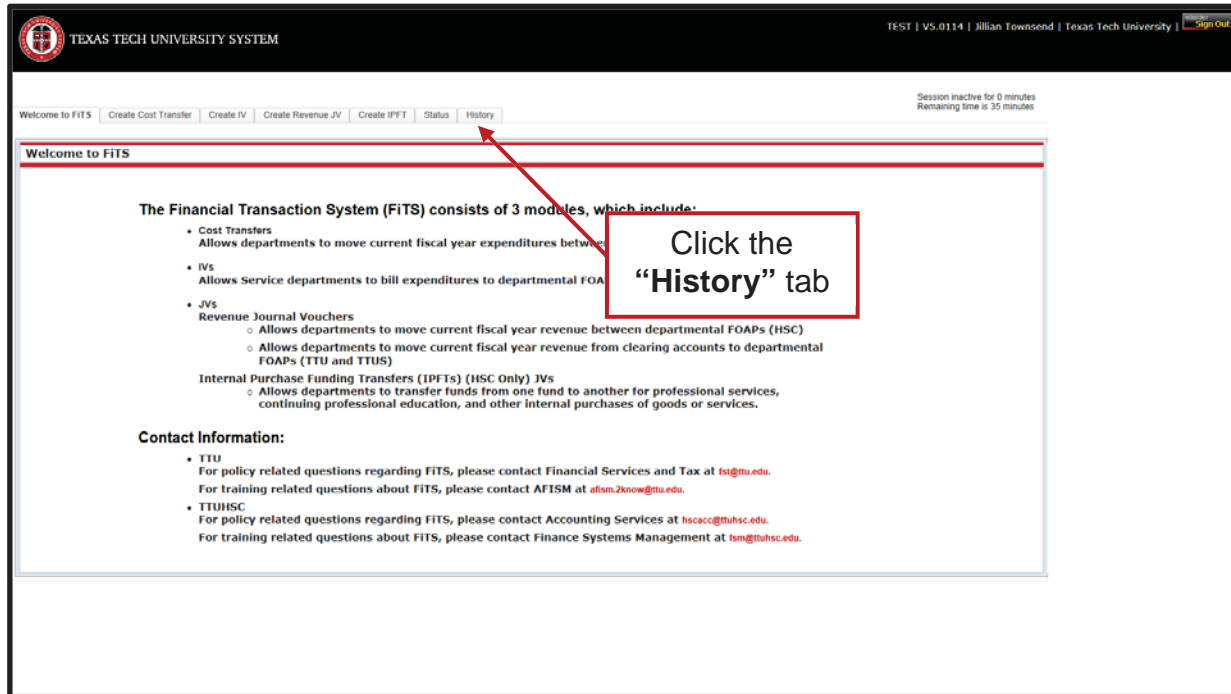 TEXAS TECH UNIVERSITY SYSTEM
TEST | V5.0114 | Jillian Townsend | Texas Tech University | Sign Out
Session inactive for 0 minutes
Remaining time is 35 minutes
Welcome to FiTS Create Cost Transfer Create IV Create Revenue JV Create IPFT Status History
Welcome to FiTS
The Financial Transaction System (FiTS) consists of 3 modules, which include:
• Cost Transfers
Allows departments to move current fiscal year expenditures between
• IVs
Allows Service departments to bill expenditures to departmental FOA
Click the
“History” tab
• JVs
Revenue Journal Vouchers
○ Allows departments to move current fiscal year revenue between departmental FOAPs (HSC)
○ Allows departments to move current fiscal year revenue from clearing accounts to departmental
FOAPs (TTU and TTUS)
Internal Purchase Funding Transfers (IPFTs) (HSC Only) JVs
○ Allows departments to transfer funds from one fund to another for professional services,
continuing professional education, and other internal purchases of goods or services.
Contact Information:
• TTU
For policy related questions regarding FiTS, please contact Financial Services and Tax at fst@ttu.edu.
For training related questions about FiTS, please contact AFISM at afism.2know@ttu.edu.
• TTUHSC
For policy related questions regarding FiTS, please contact Accounting Services at hscacc@ttuhsc.edu.
For training related questions about FiTS, please contact Finance Systems Management at fsm@ttuhsc.edu.